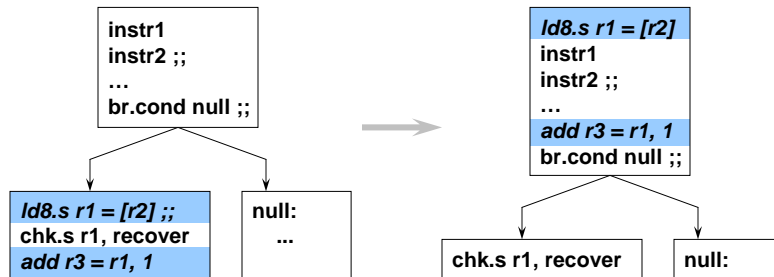 instr1
instr2 ;;
…
br.cond null ;;
ld8.s r1 = [r2] ;;
chk.s r1, recover
add r3 = r1, 1
null:
...
ld8.s r1 = [r2]
instr1
instr2 ;;
…
add r3 = r1, 1
br.cond null ;;
chk.s r1, recover
null: